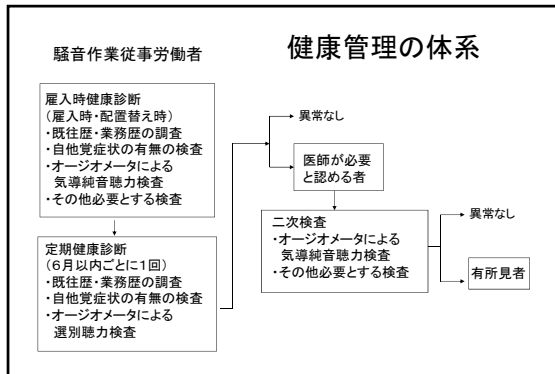 健康管理の体系
騒音作業従事労働者
雇入時健康診断
(雇入時・配置替え時)
・既往歴・業務歴の調査
・自他覚症状の有無の検査
・オージオメータによる
気導純音聴力検査
・その他必要とする検査
定期健康診断
(6月以内ごとに1回)
・既往歴・業務歴の調査
・自他覚症状の有無の検査
・オージオメータによる
選別聴力検査
異常なし
医師が必要
と認める者
二次検査
・オージオメータによる
気導純音聴力検査
・その他必要とする検査
異常なし
有所見者